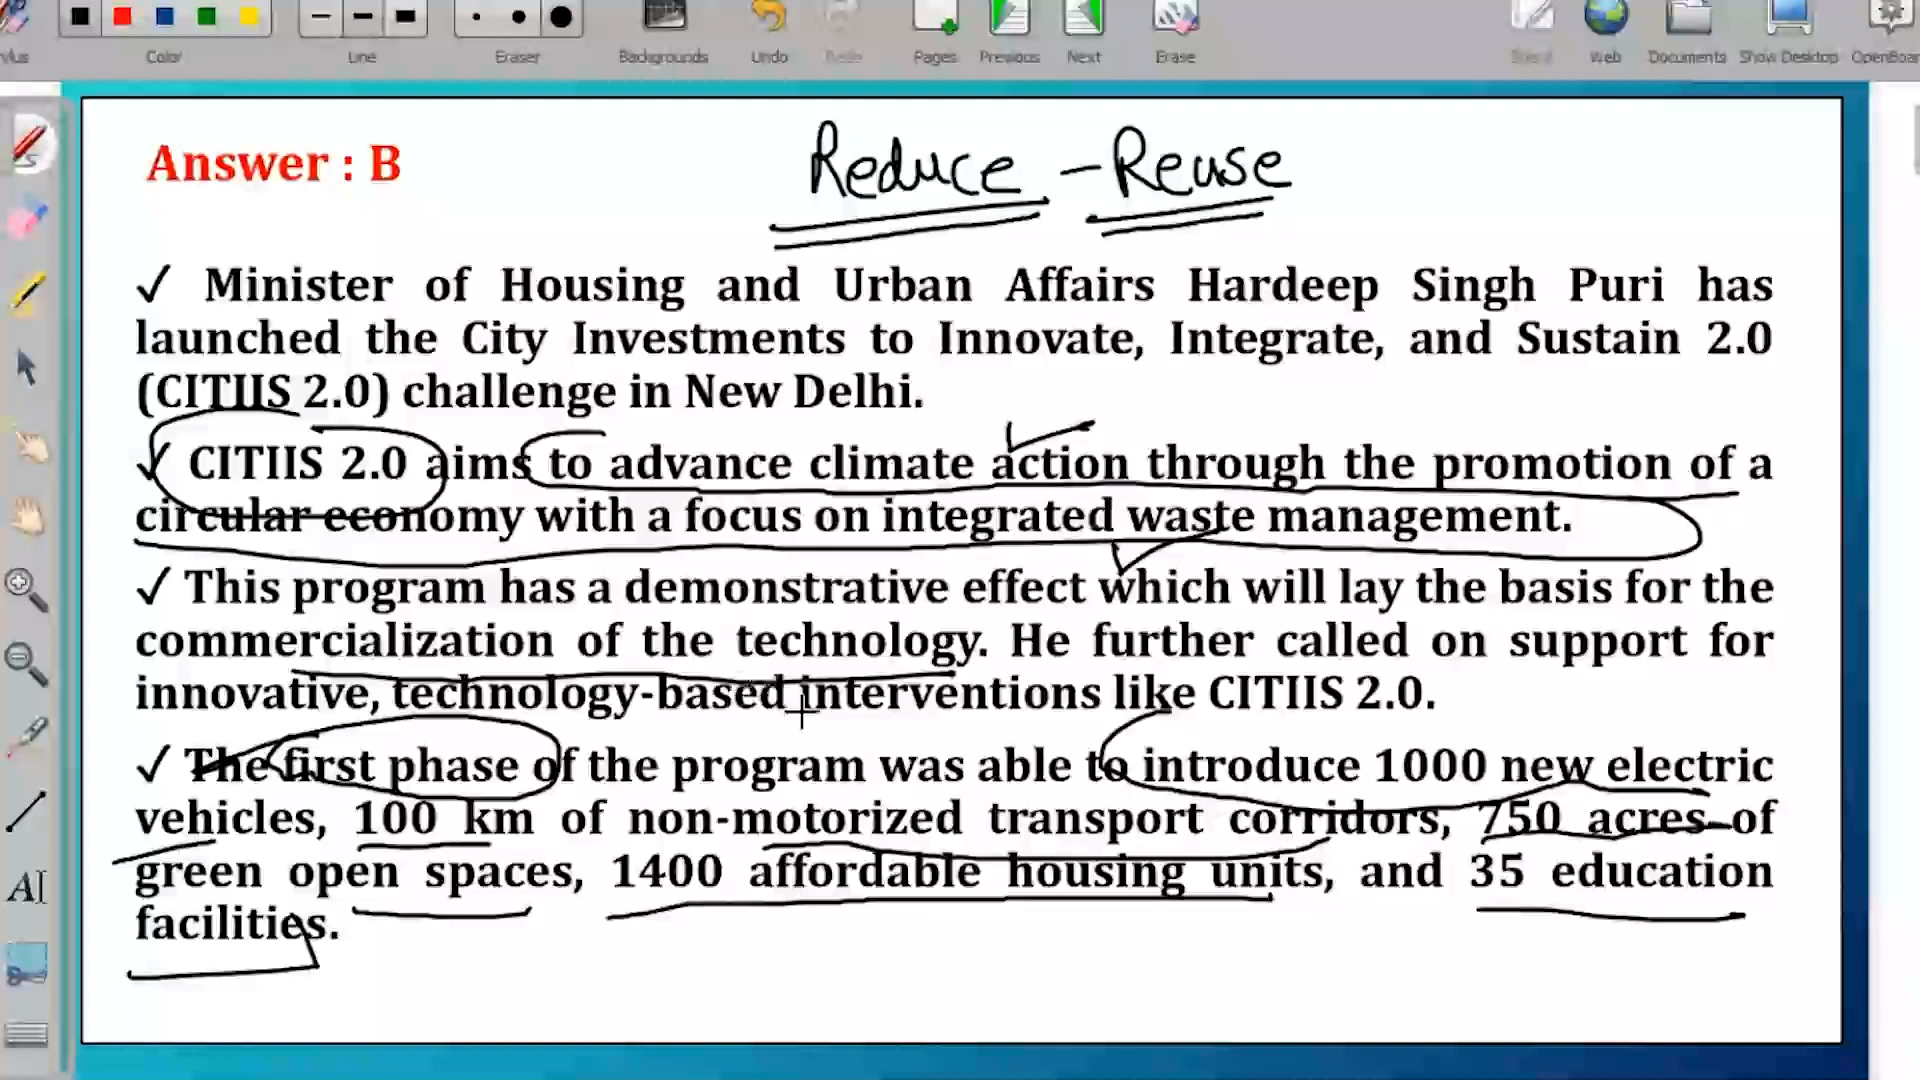 Color
Line
Eraser
Backgrounds
Undo
Redo
Pages
Previous
Next
Erase
Board
Web
Documents
Show Desktop
Answer : B
Reduce - Reuse
✓ Minister of Housing and Urban Affairs Hardeep Singh Puri has
launched the City Investments to Innovate, Integrate, and Sustain 2.0
(CITIIS 2.0) challenge in New Delhi.
✓ CITIIS 2.0 aims to advance climate action through the promotion of a
circular economy with a focus on integrated waste management.
✓ This program has a demonstrative effect which will lay the basis for the
commercialization of the technology. He further called on support for
innovative, technology-based interventions like CITIIS 2.0.
✓ The first phase of the program was able to introduce 1000 new electric
vehicles, 100 km of non-motorized transport corridors, 750 acres of
green open spaces, 1400 affordable housing units, and 35 education
facilities.